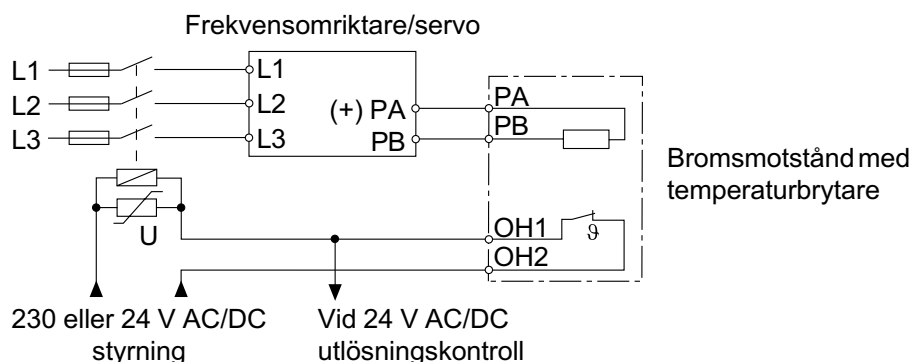 Frekvensomriktare/servo
L1
L1
L2
L2
(+) PA
PA
L3
L3
PB
PB
Bromsmotstånd med
temperaturbrytare
U
OH1
ϑ
OH2
230 eller 24 V AC/DC
styrning
Vid 24 V AC/DC
utlösningskontroll